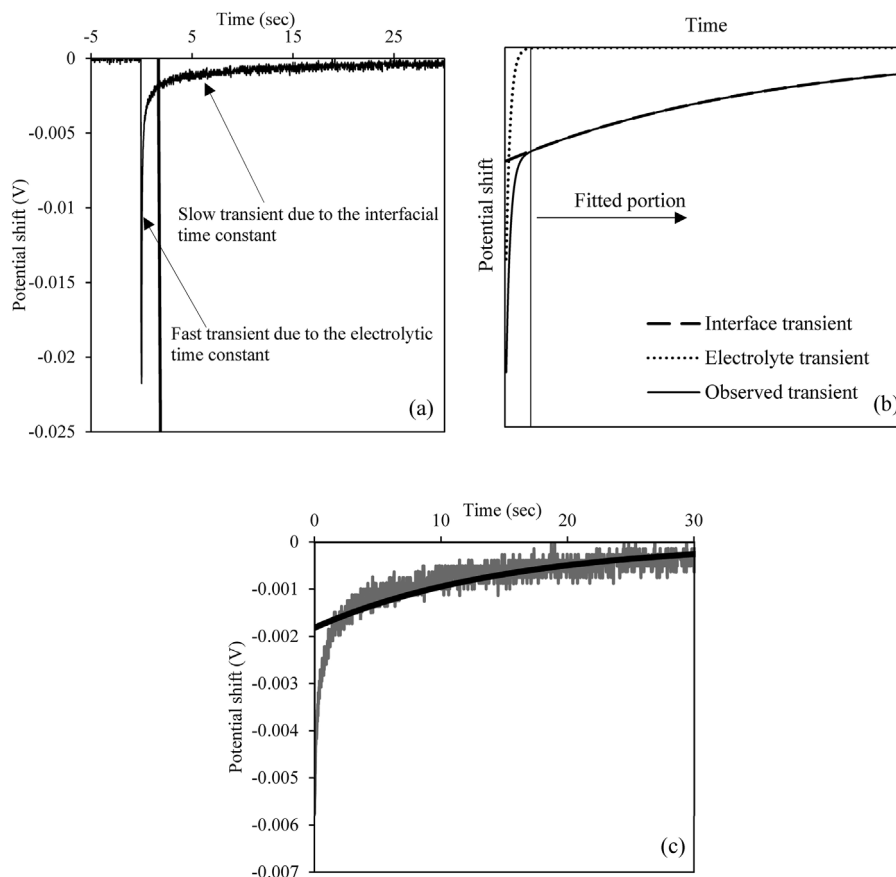 Time (sec)
-5 5 15 25
0
-0.005
-0.01
-0.015
-0.02
-0.025
Potential shift (V)
Slow transient due to the interfacial
time constant
Fast transient due to the electrolytic
time constant
(a)
Time
Potential shift
Fitted portion
Interface transient
Electrolyte transient
Observed transient
(b)
Time (sec)
0 10 20 30
0
-0.001
-0.002
-0.003
-0.004
-0.005
-0.006
-0.007
Potential shift (V)
(c)